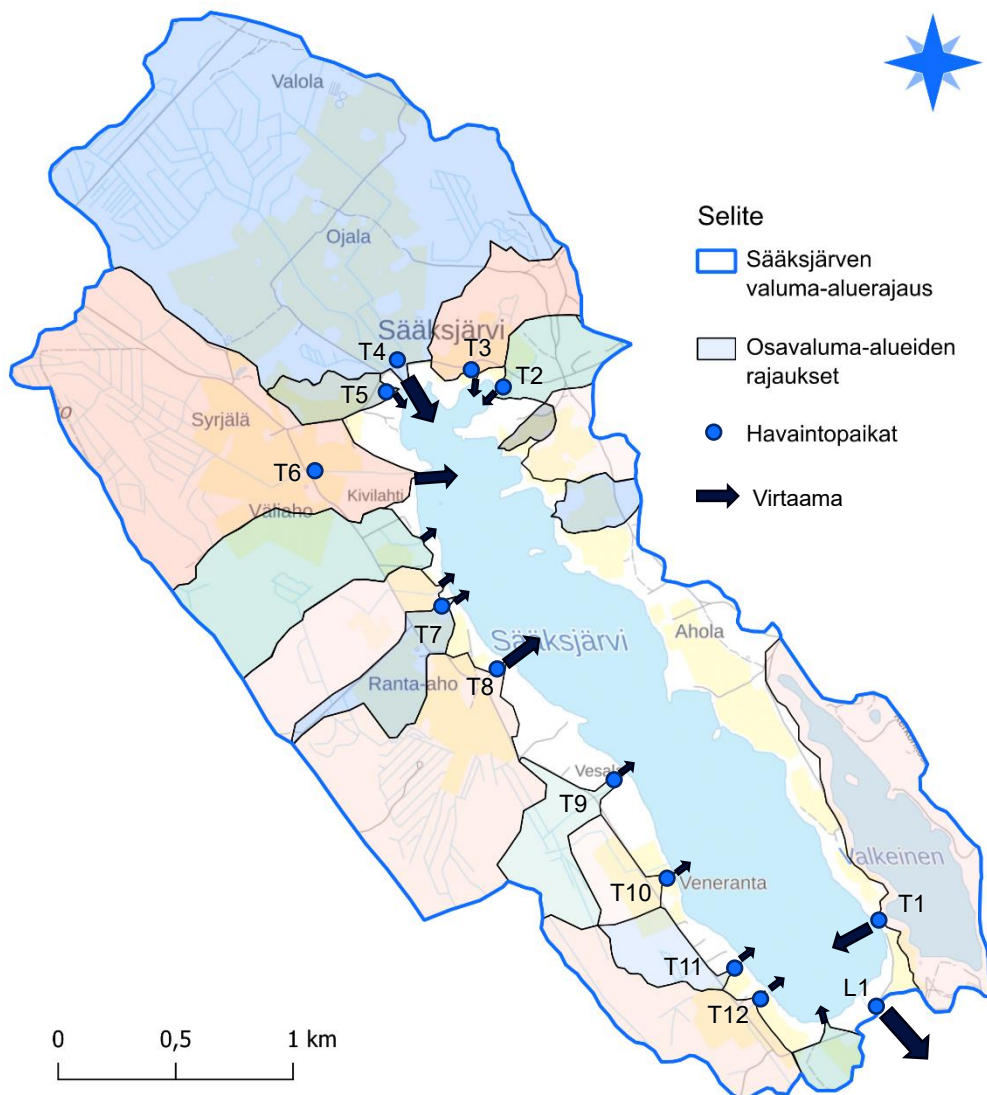 Valola
Ojala
Selite
Sääksjärven
valuma-aluerajaus
Osavaluma-alueiden
rajaukset
Havaintopaikat
Virtaama
Sääksjärvi
T4
T3
T2
T5
Syrjälä
T6
Kivilahti
Väliaho
T7
Sääksjärvi
Ahola
Ranta-aho
T8
T9
Valkeinen
T10
Veneranta
T1
T11
L1
T12
0 0,5 1 km